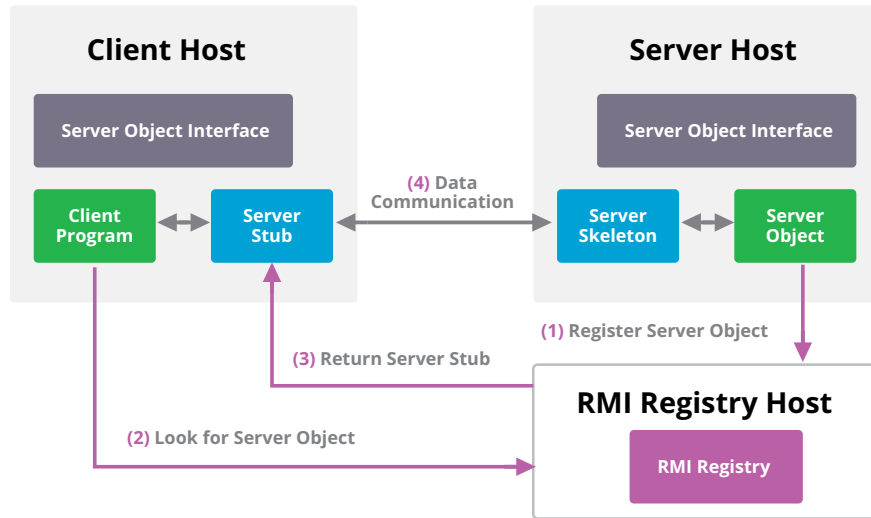 Client Host
Server Host
Server Object Interface
Server Object Interface
(4) Data
Communication
Client
Program
Server
Stub
Server
Skeleton
Server
Object
(1) Register Server Object
(3) Return Server Stub
RMI Registry Host
(2) Look for Server Object
RMI Registry